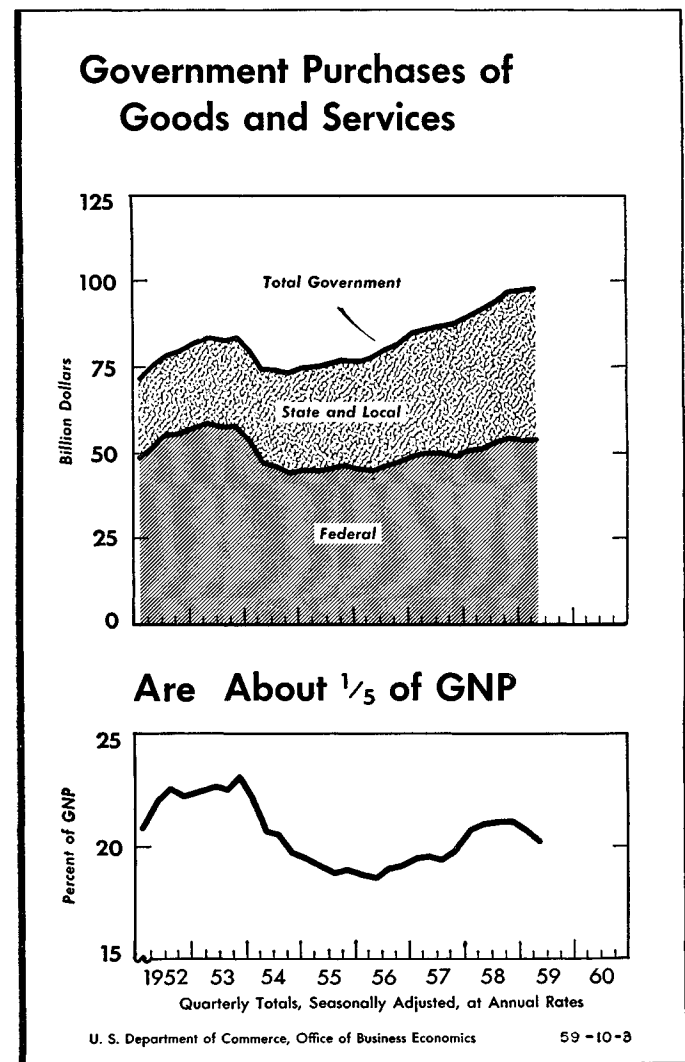 Government Purchases of
Goods and Services
125
100
75
50
25
0
Billion Dollars
Total Government
State and Local
Federal
Are About 1/5 of GNP
25
20
15
Percent of GNP
1952 53 54 55 56 57 58 59 60
Quarterly Totals, Seasonally Adjusted, at Annual Rates
U. S. Department of Commerce, Office of Business Economics 59-10-3